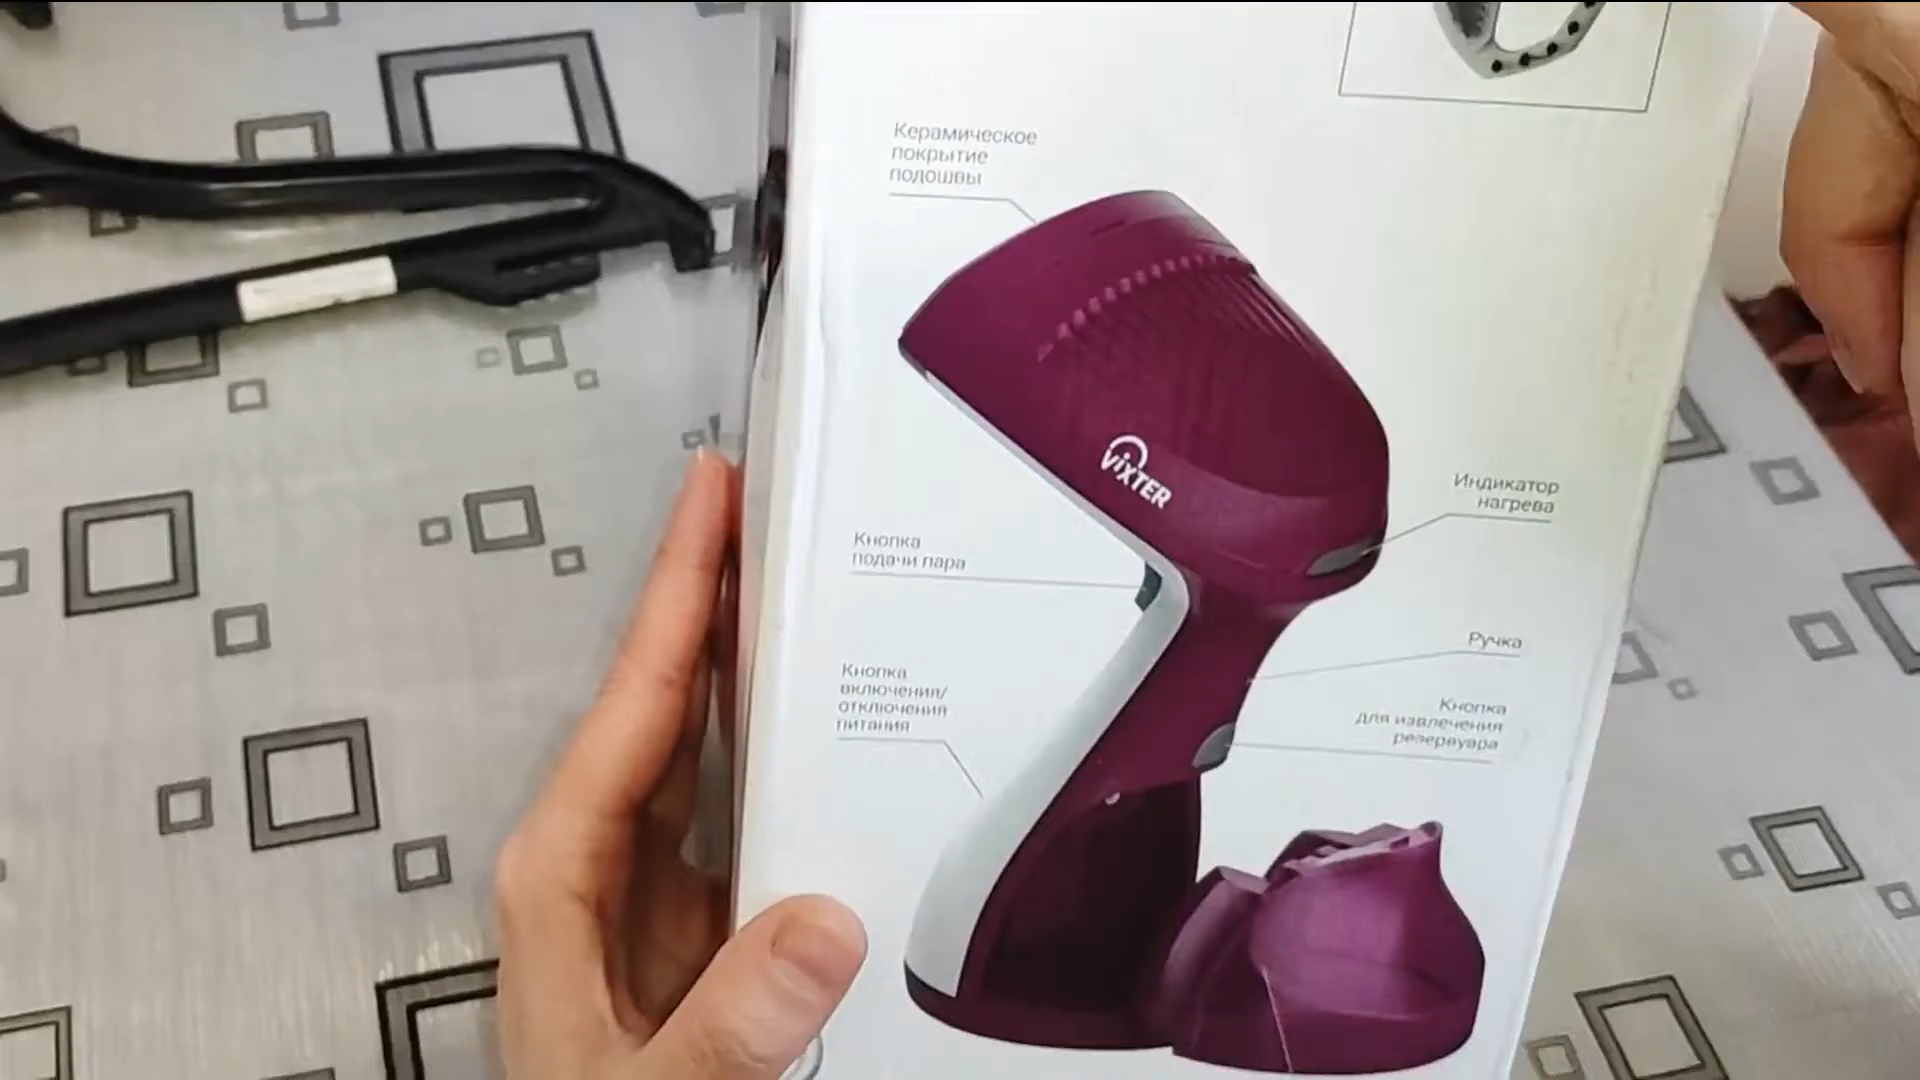 Керамическое
покрытие
подошвы
VIXTER
Индикатор
нагрева
Кнопка
подачи пара
Ручка
Кнопка
включения/
отключения
питания
Кнопка
для извлечения
резервуара